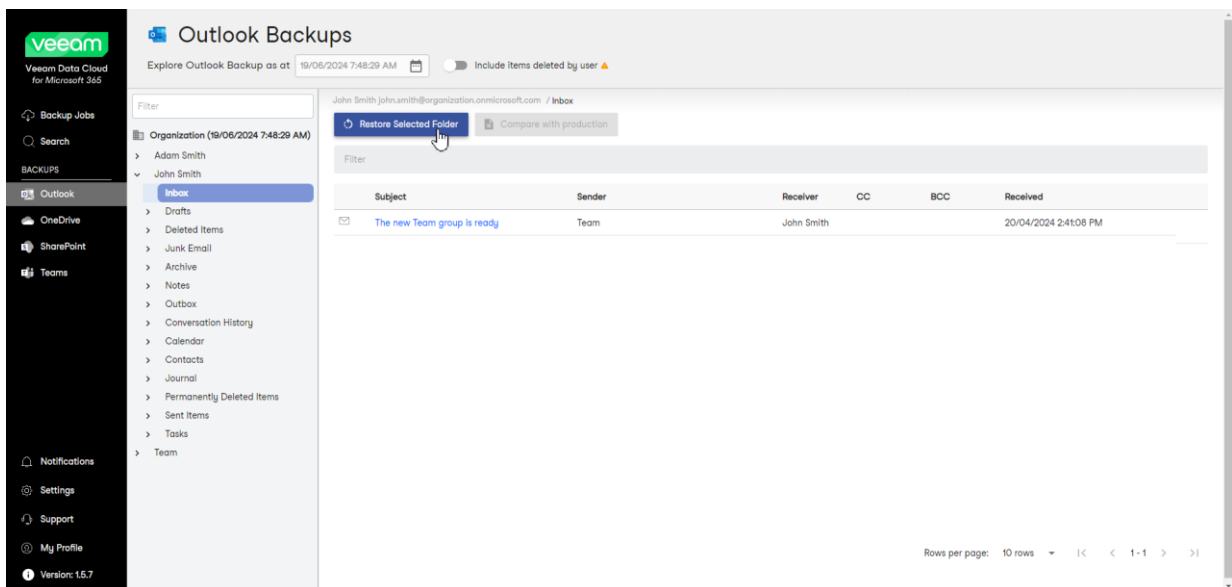 veeam
Veeam Data Cloud
for Microsoft 365
Backup Jobs
Search
BACKUPS
Outlook
OneDrive
SharePoint
Teams
Notifications
Settings
Support
My Profile
Version: 1.5.7
Outlook Backups
Explore Outlook Backup as at 19/06/2024 7:48:29 AM Include items deleted by user
Filter
Organization (19/06/2024 7:48:29 AM)
Adam Smith
John Smith
Inbox
Drafts
Deleted Items
Junk Email
Archive
Notes
Outbox
Conversation History
Calendar
Contacts
Journal
Permanently Deleted Items
Sent Items
Tasks
Team
John Smith john.smith@organization.onmicrosoft.com / Inbox
Restore Selected Folder Compare with production
Filter
Subject Sender Receiver CC BCC Received
The new Team group is ready Team John Smith 20/04/2024 2:41:08 PM
Rows per page: 10 rows 1-1